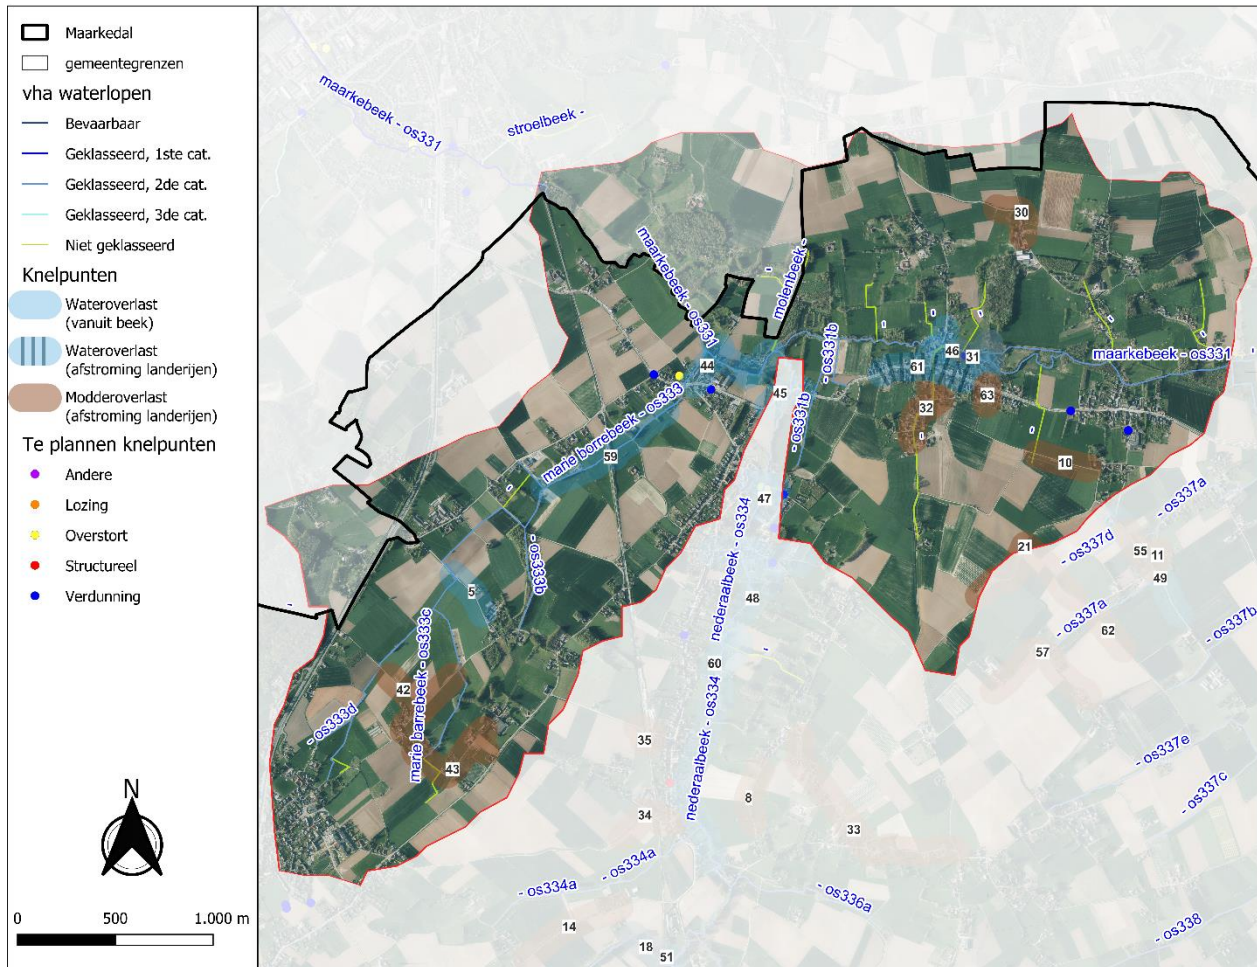 Maarkedal
gemeentegrenzen
vha waterlopen
Bevaarbaar
Geklasseerd, 1ste cat.
Geklasseerd, 2de cat.
Geklasseerd, 3de cat.
Niet geklasseerd
Knelpunten
Wateroverlast
(vanuit beek)
Wateroverlast
(afstroming landerijen)
Modderoverlast
(afstroming landerijen)
Te plannen knelpunten
Andere
Lozing
Overstort
Structureel
Verdunning
N
0 500 1.000 m
maarkebeek - os331
stroelbeek -
30
molenbeek -
maarkebeek - os331
- os331b
46
31
maarkebeek - os331
44
61
45
63
32
- os331b
marie borrebeek - os333
59
10
- os337a
47
nederaalbeek - os334
21
- os337d
55
11
49
- os333b
5
48
- os337a
- os337b
62
57
marie barrebeek - os333c
60
42
- os333d
nederaalbeek - os334
35
43
- os337e
- os337c
8
34
33
- os334a
- os334a
- os336a
14
18
51
- os338